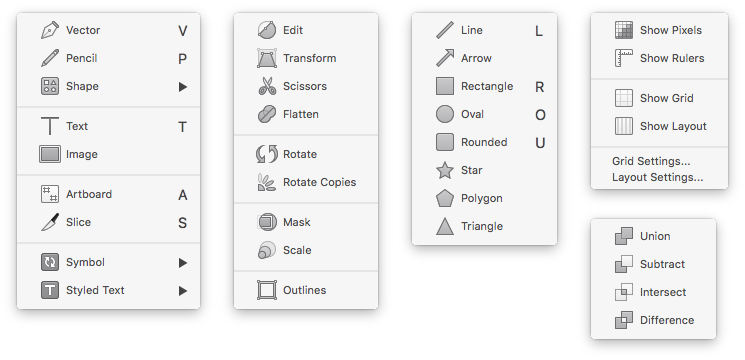 Vector V
Pencil P
Shape
Text T
Image
Artboard A
Slice S
Symbol
Styled Text
Edit
Transform
Scissors
Flatten
Rotate
Rotate Copies
Mask
Scale
Outlines
Line L
Arrow
Rectangle R
Oval O
Rounded U
Star
Polygon
Triangle
Show Pixels
Show Rulers
Show Grid
Show Layout
Grid Settings...
Layout Settings...
Union
Subtract
Intersect
Difference